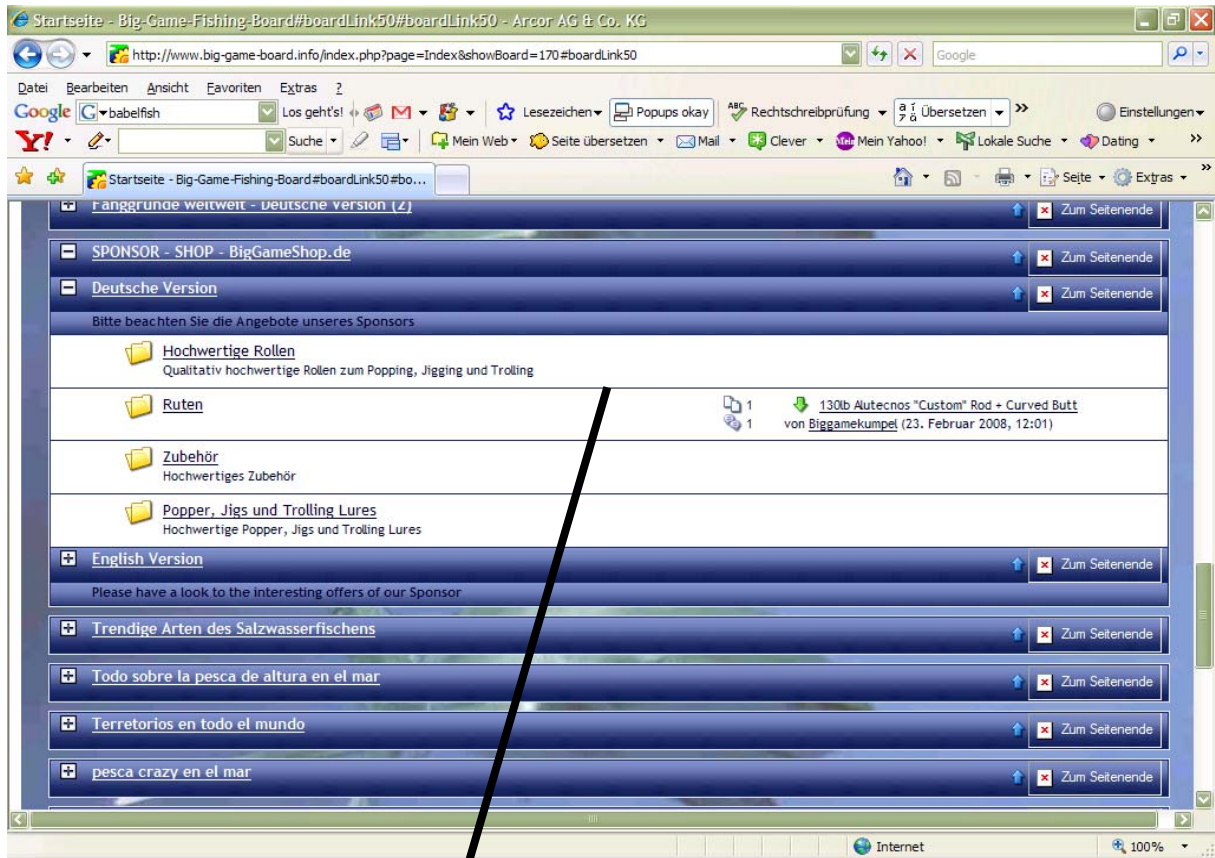 Startseite - Big-Game-Fishing-Board#boardLink50#boardLink50 - Arcor AG & Co. KG
http://www.big-game-board.info/index.php?page=Index&showBoard=170#boardLink50 Google
Datei Bearbeiten Ansicht Favoriten Extras ?
Google babelfish Los geht's! Lesezeichen Popups okay Rechtschreibprüfung Übersetzen Einstellungen
Y! Suche Mein Web Seite übersetzen Mail Clever Mein Yahoo! Lokale Suche Dating
Startseite - Big-Game-Fishing-Board#boardLink50#bo... Seite Extras
Fanggründe weltweit - Deutsche Version (2) Zum Seitenende
SPONSOR - SHOP - BigGameShop.de Zum Seitenende
Deutsche Version Zum Seitenende
Bitte beachten Sie die Angebote unseres Sponsors
Hochwertige Rollen
Qualitativ hochwertige Rollen zum Popping, Jigging und Trolling
Ruten 1 130lb Alutecnos "Custom" Rod + Curved Butt
1 von Biggamekumpel (23. Februar 2008, 12:01)
Zubehör
Hochwertiges Zubehör
Popper, Jigs und Trolling Lures
Hochwertige Popper, Jigs und Trolling Lures
English Version Zum Seitenende
Please have a look to the interesting offers of our Sponsor
Trendige Arten des Salzwasserfischens Zum Seitenende
Todo sobre la pesca de altura en el mar Zum Seitenende
Terretorios en todo el mundo Zum Seitenende
pesca crazy en el mar Zum Seitenende
Internet 100%